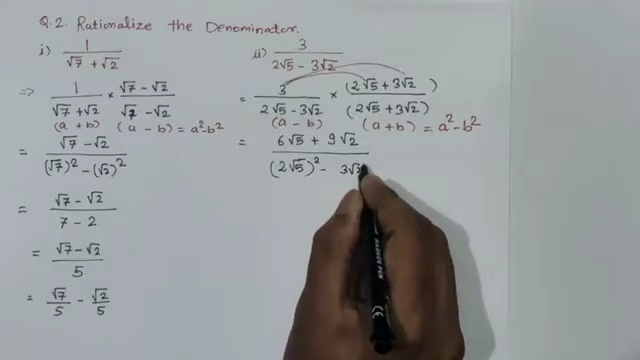 Q.2. Rationalize the Denominator.
i) 1 / (√7 + √2)
=> 1 / (√7 + √2) × (√7 - √2) / (√7 - √2)
(a + b) (a - b) = a² - b²
= (√7 - √2) / ((√7)² - (√2)²)
= (√7 - √2) / (7 - 2)
= (√7 - √2) / 5
= √7 / 5 - √2 / 5
ii) 3 / (2√5 - 3√2)
= 3 / (2√5 - 3√2) × (2√5 + 3√2) / (2√5 + 3√2)
(a - b) (a + b) = a² - b²
= (6√5 + 9√2) / ((2√5)² - 3√